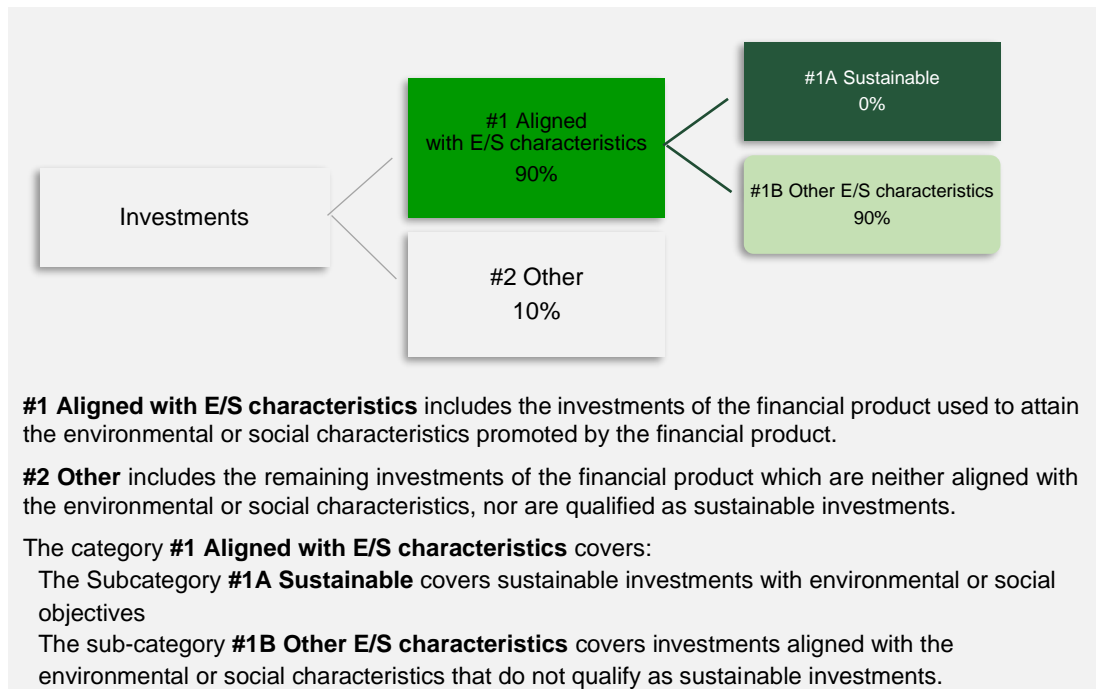 #1A Sustainable
0%
#1 Aligned
with E/S characteristics
90%
#1B Other E/S characteristics
90%
Investments
#2 Other
10%
#1 Aligned with E/S characteristics includes the investments of the financial product used to attain
the environmental or social characteristics promoted by the financial product.
#2 Other includes the remaining investments of the financial product which are neither aligned with
the environmental or social characteristics, nor are qualified as sustainable investments.
The category #1 Aligned with E/S characteristics covers:
The Subcategory #1A Sustainable covers sustainable investments with environmental or social
objectives
The sub-category #1B Other E/S characteristics covers investments aligned with the
environmental or social characteristics that do not qualify as sustainable investments.